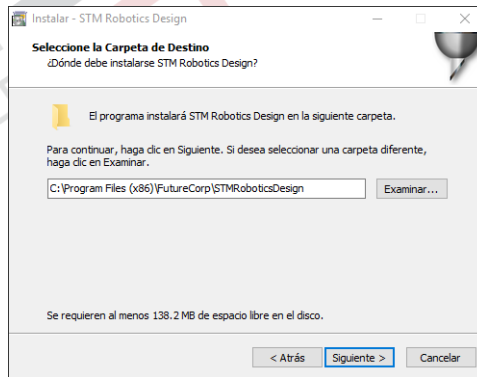 Instalar - STM Robotics Design
Seleccione la Carpeta de Destino
¿Dónde debe instalarse STM Robotics Design?
El programa instalará STM Robotics Design en la siguiente carpeta.
Para continuar, haga clic en Siguiente. Si desea seleccionar una carpeta diferente,
haga clic en Examinar.
C:\Program Files (x86)\FutureCorp\STMRoboticsDesign
Examinar...
Se requieren al menos 138.2 MB de espacio libre en el disco.
< Atrás
Siguiente >
Cancelar